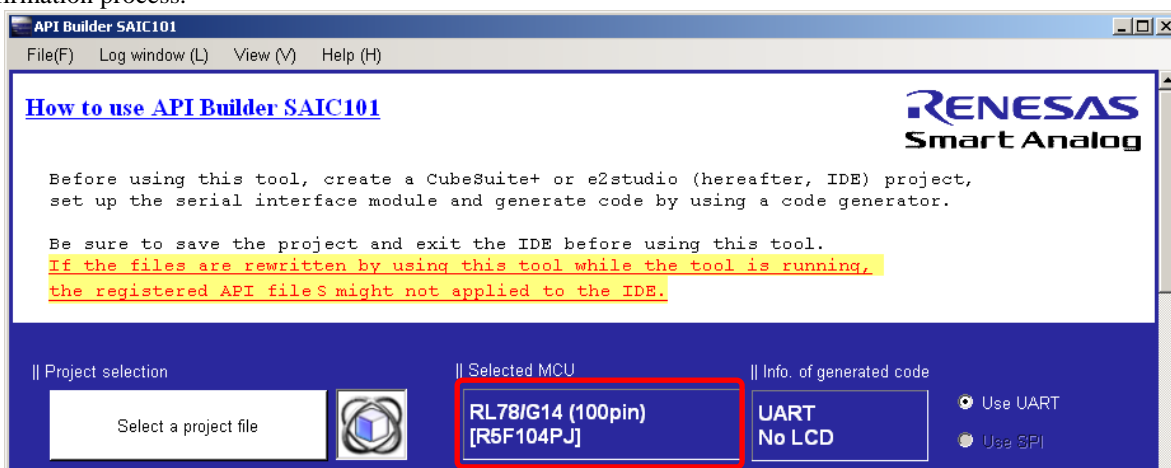 irmation process.
API Builder SAIC101
File(F) Log window (L) View (V) Help (H)
How to use API Builder SAIC101
RENESAS
Smart Analog
Before using this tool, create a CubeSuite+ or e2studio (hereafter, IDE) project,
set up the serial interface module and generate code by using a code generator.
Be sure to save the project and exit the IDE before using this tool.
If the files are rewritten by using this tool while the tool is running,
the registered API fileS might not applied to the IDE.
|| Project selection
|| Selected MCU
|| Info. of generated code
Select a project file
RL78/G14 (100pin)
[R5F104PJ]
UART
No LCD
Use UART
Use SPI